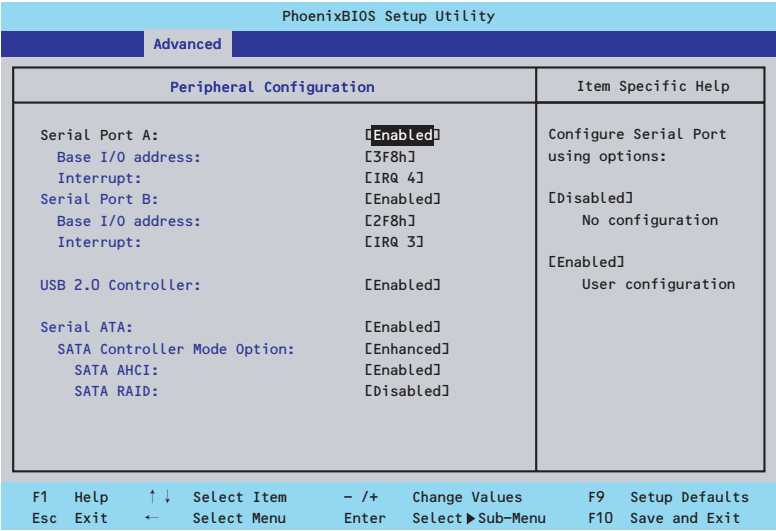 PhoenixBIOS Setup Utility
Advanced
Peripheral Configuration
Item Specific Help
Serial Port A: [Enabled]
Base I/O address: [3F8h]
Interrupt: [IRQ 4]
Serial Port B: [Enabled]
Base I/O address: [2F8h]
Interrupt: [IRQ 3]
USB 2.0 Controller: [Enabled]
Serial ATA: [Enabled]
SATA Controller Mode Option: [Enhanced]
SATA AHCI: [Enabled]
SATA RAID: [Disabled]
Configure Serial Port
using options:
[Disabled]
No configuration
[Enabled]
User configuration
F1 Help ↑↓ Select Item - /+ Change Values F9 Setup Defaults
Esc Exit ← Select Menu Enter Select▶Sub-Menu F10 Save and Exit